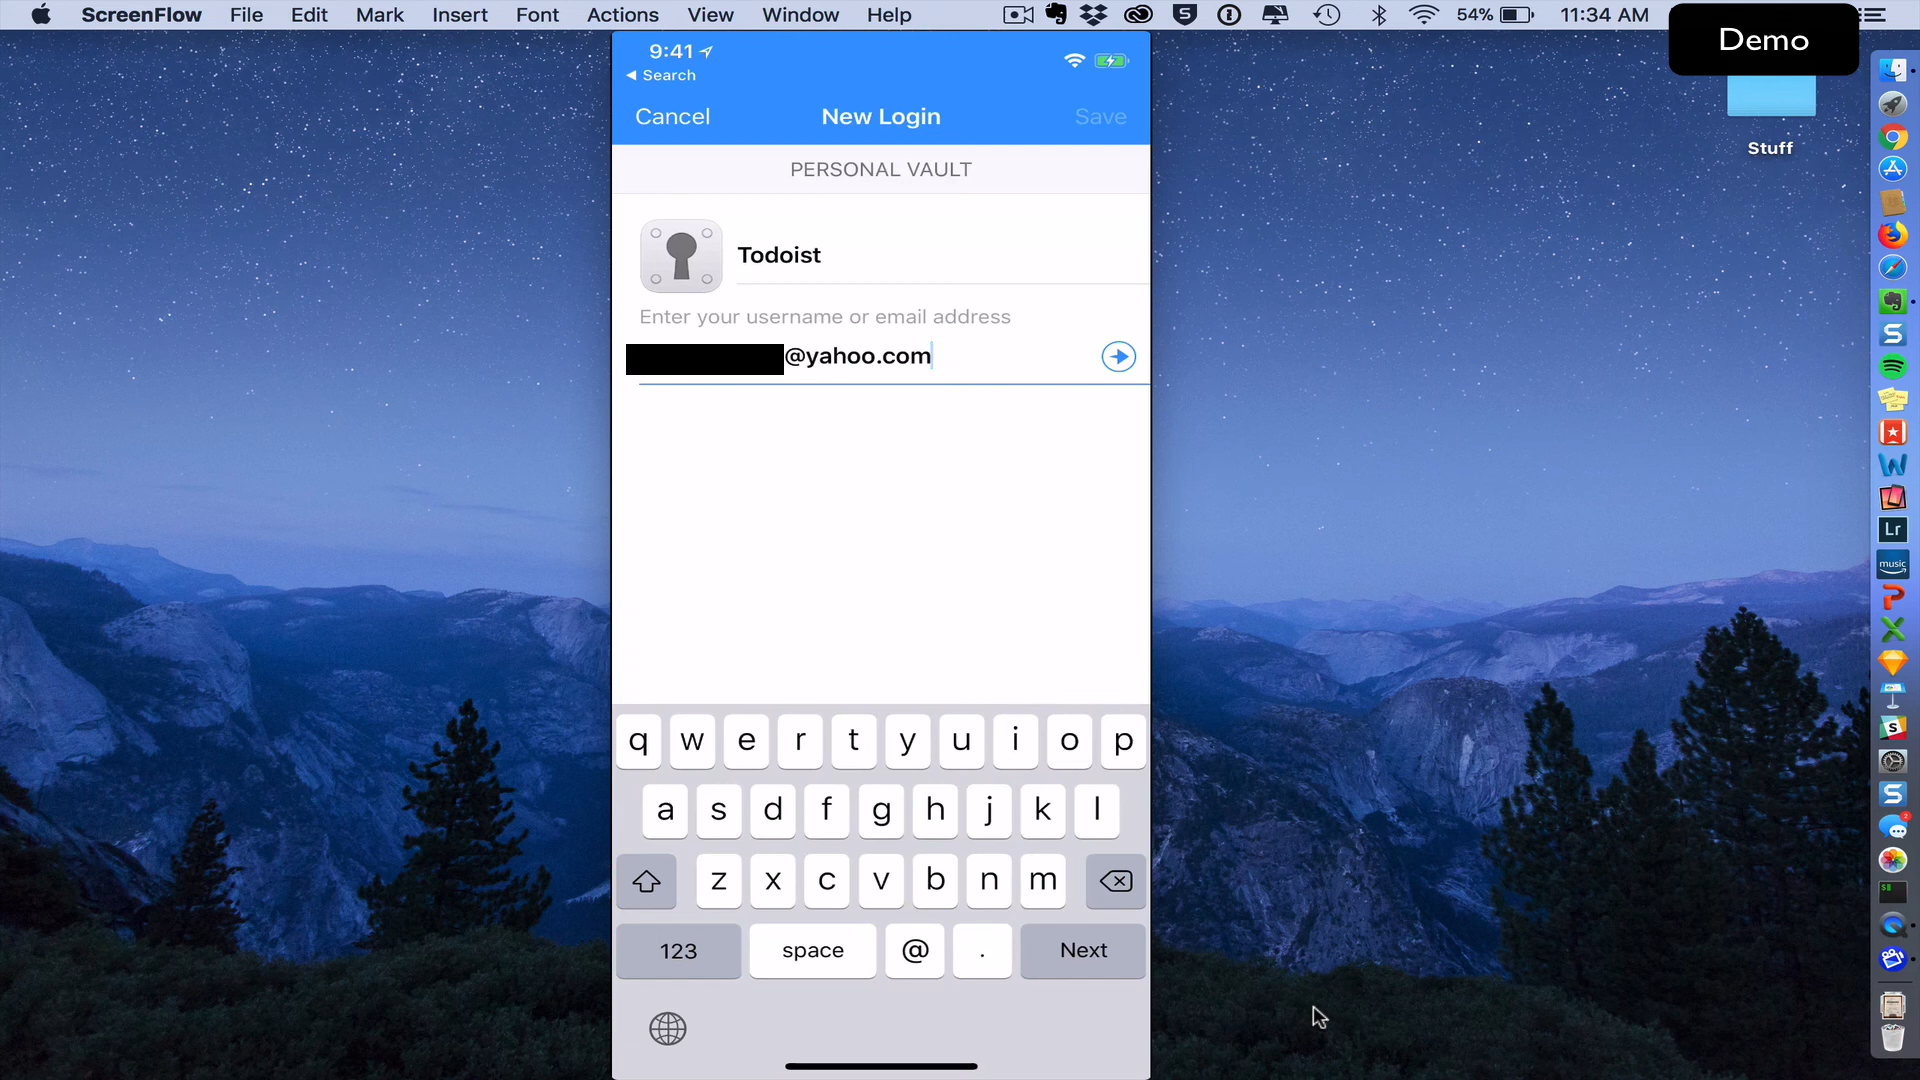 ScreenFlow File Edit Mark Insert Font Actions View Window Help 54% 11:34 AM
Demo
Stuff
9:41
Search
Cancel New Login Save
PERSONAL VAULT
Todoist
Enter your username or email address
@yahoo.com
q w e r t y u i o p
a s d f g h j k l
z x c v b n m
123 space @ . Next
Lr
music
2